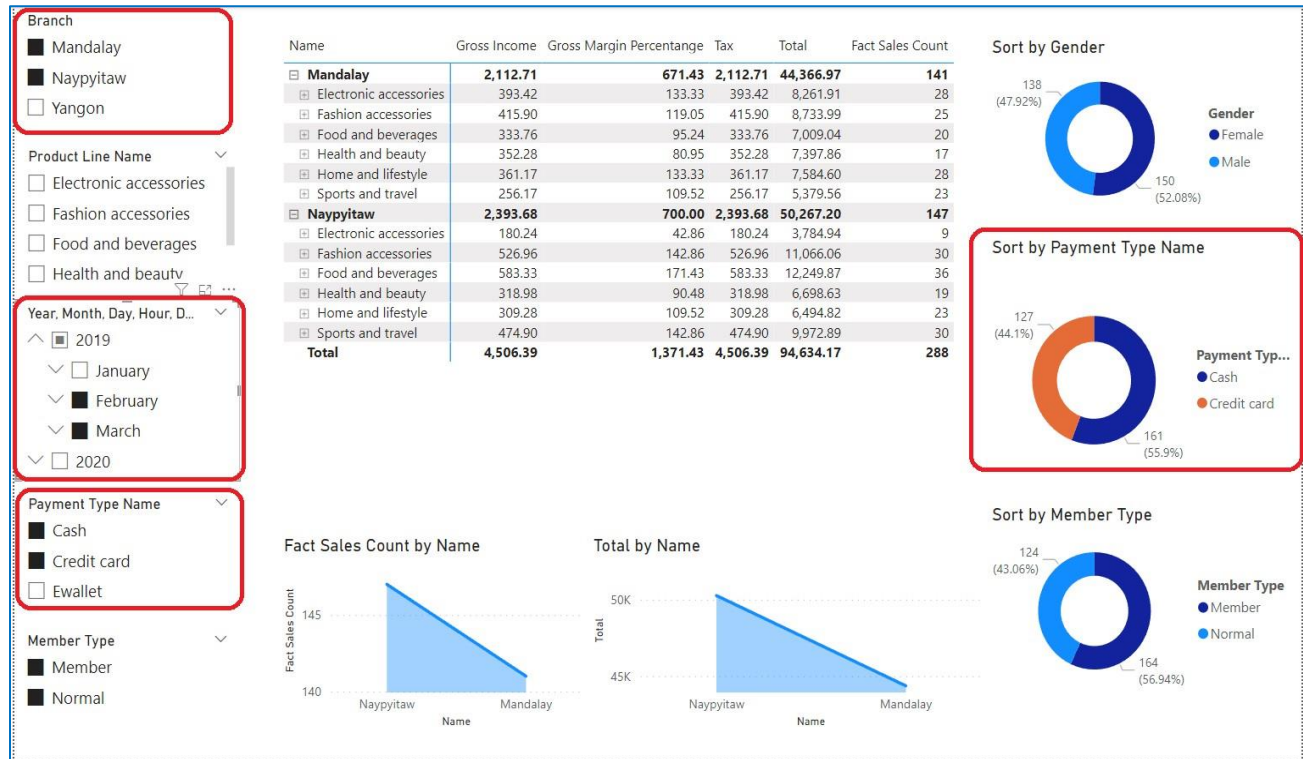 Branch
Mandalay
Naypyitaw
Yangon
Product Line Name
Electronic accessories
Fashion accessories
Food and beverages
Health and beauty
Year, Month, Day, Hour, D...
2019
January
February
March
2020
Payment Type Name
Cash
Credit card
Ewallet
Member Type
Member
Normal
Name Gross Income Gross Margin Percentange Tax Total Fact Sales Count
Mandalay 2,112.71 671.43 2,112.71 44,366.97 141
Electronic accessories 393.42 133.33 393.42 8,261.91 28
Fashion accessories 415.90 119.05 415.90 8,733.99 25
Food and beverages 333.76 95.24 333.76 7,009.04 20
Health and beauty 352.28 80.95 352.28 7,397.86 17
Home and lifestyle 361.17 133.33 361.17 7,584.60 28
Sports and travel 256.17 109.52 256.17 5,379.56 23
Naypyitaw 2,393.68 700.00 2,393.68 50,267.20 147
Electronic accessories 180.24 42.86 180.24 3,784.94 9
Fashion accessories 526.96 142.86 526.96 11,066.06 30
Food and beverages 583.33 171.43 583.33 12,249.87 36
Health and beauty 318.98 90.48 318.98 6,698.63 19
Home and lifestyle 309.28 109.52 309.28 6,494.82 23
Sports and travel 474.90 142.86 474.90 9,972.89 30
Total 4,506.39 1,371.43 4,506.39 94,634.17 288
Fact Sales Count by Name
Fact Sales Count
145
140
Naypyitaw Mandalay
Name
Total by Name
Total
50K
45K
Naypyitaw Mandalay
Name
Sort by Gender
138
(47.92%)
150
(52.08%)
Gender
Female
Male
Sort by Payment Type Name
127
(44.1%)
161
(55.9%)
Payment Typ...
Cash
Credit card
Sort by Member Type
124
(43.06%)
164
(56.94%)
Member Type
Member
Normal